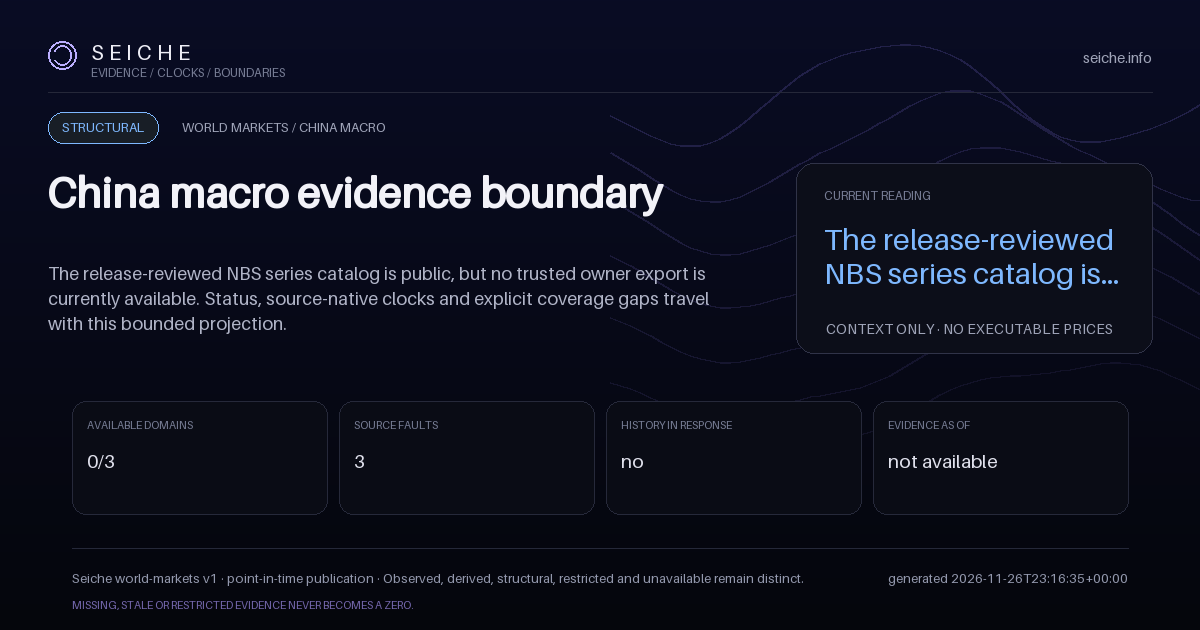 SEICHE
EVIDENCE / CLOCKS / BOUNDARIES
seiche.info
STRUCTURAL
WORLD MARKETS / CHINA MACRO
China macro evidence boundary
The release-reviewed NBS series catalog is public, but no trusted owner export is
currently available. Status, source-native clocks and explicit coverage gaps travel
with this bounded projection.
CURRENT READING
The release-reviewed
NBS series catalog is...
CONTEXT ONLY · NO EXECUTABLE PRICES
AVAILABLE DOMAINS
0/3
SOURCE FAULTS
3
HISTORY IN RESPONSE
no
EVIDENCE AS OF
not available
Seiche world-markets v1 · point-in-time publication · Observed, derived, structural, restricted and unavailable remain distinct.
generated 2026-11-26T23:16:35+00:00
MISSING, STALE OR RESTRICTED EVIDENCE NEVER BECOMES A ZERO.